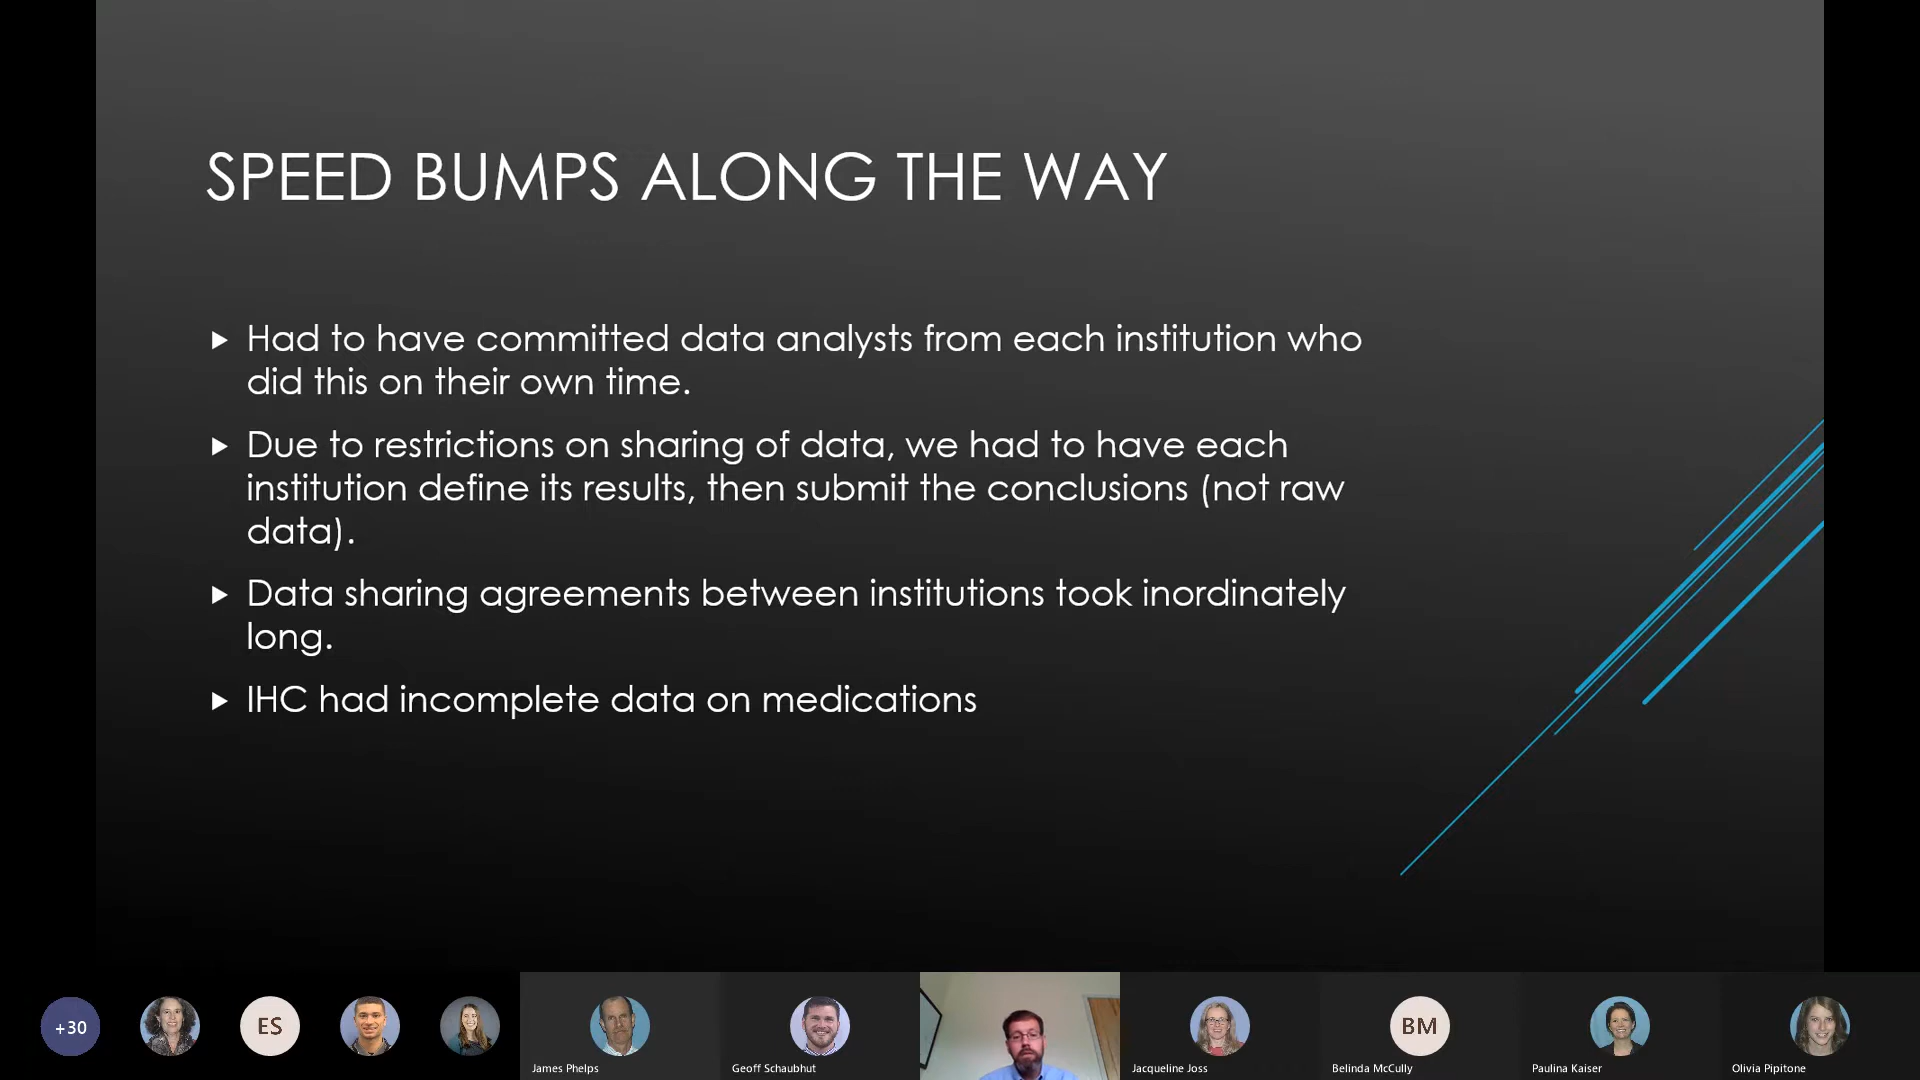 SPEED BUMPS ALONG THE WAY
Had to have committed data analysts from each institution who
did this on their own time.
Due to restrictions on sharing of data, we had to have each
institution define its results, then submit the conclusions (not raw
data).
Data sharing agreements between institutions took inordinately
long.
IHC had incomplete data on medications
+30
ES
BM
James Phelps
Geoff Schaubhut
Jacqueline Joss
Belinda McCully
Paulina Kaiser
Olivia Pipitone